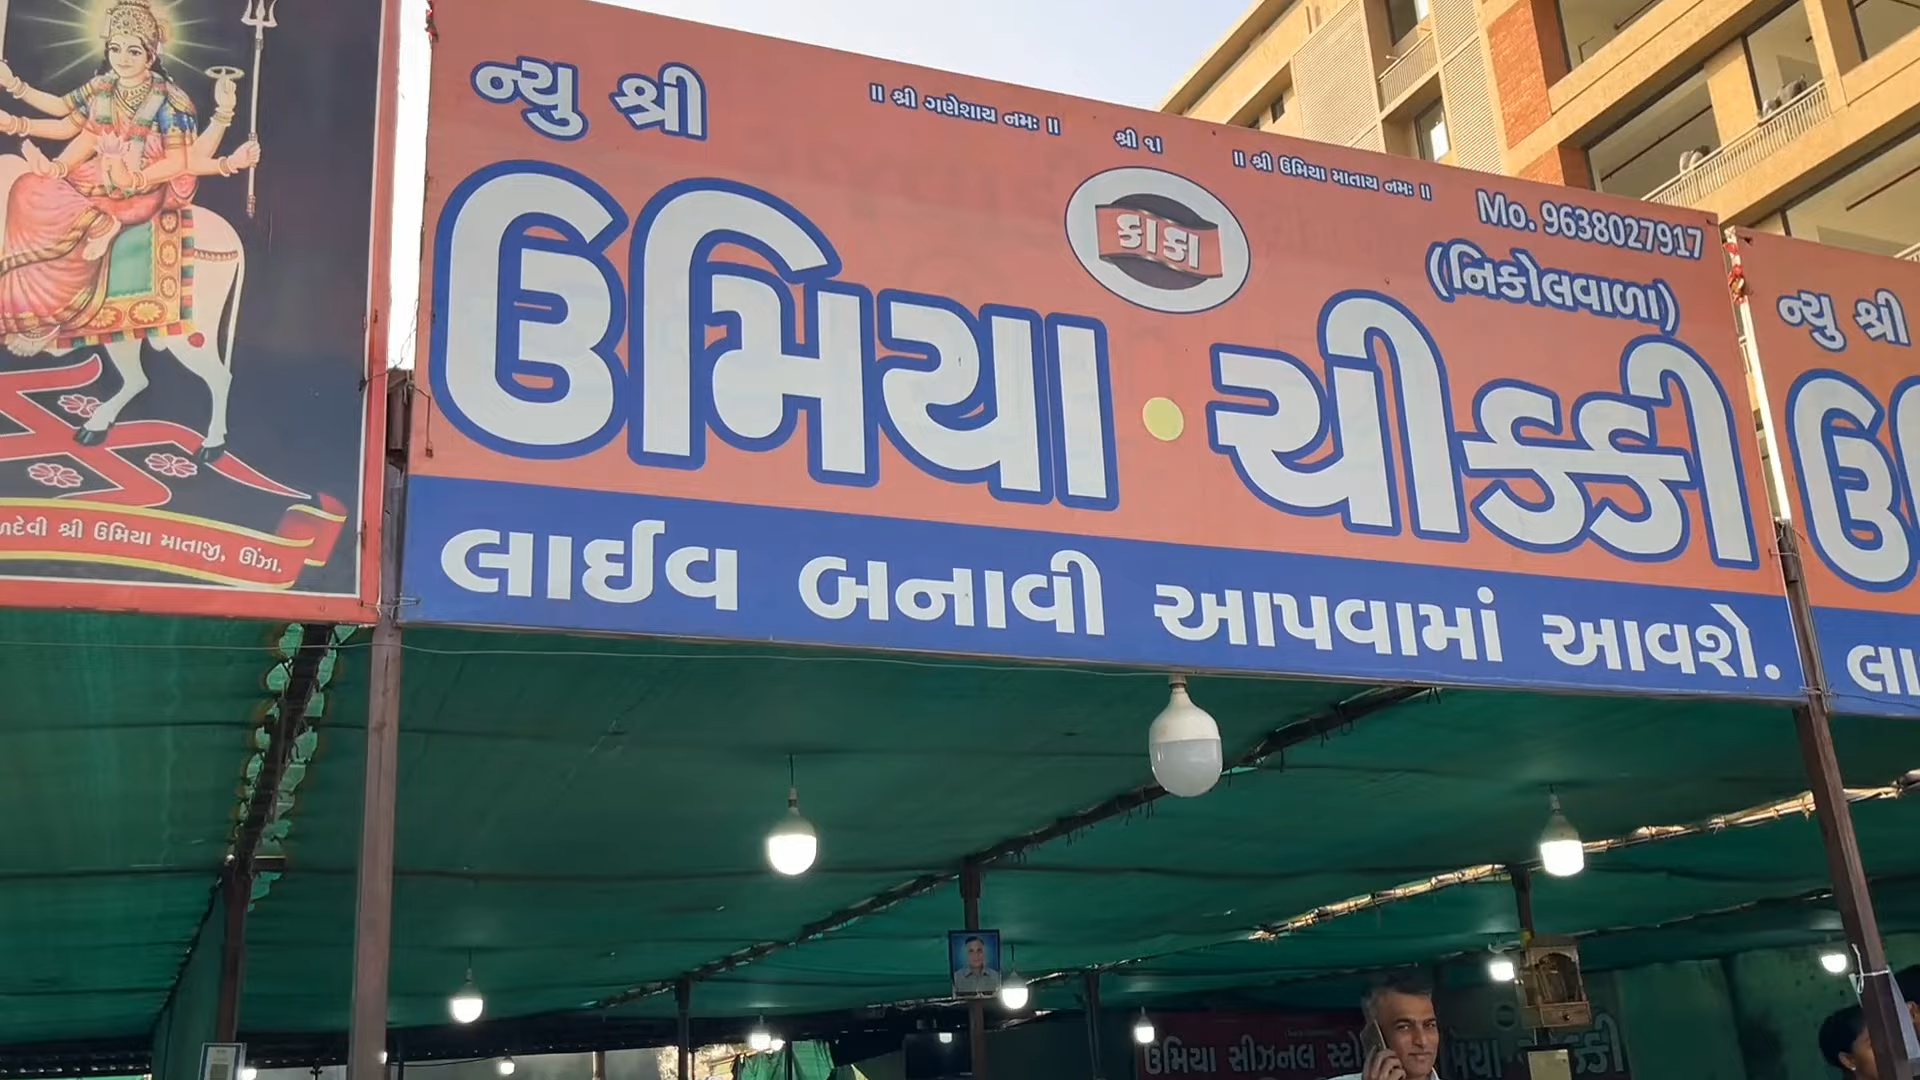 ન્યુ શ્રી
॥ શ્રી ગણેશાય નમઃ ॥
શ્રી ૧ા
॥ શ્રી ઉમિયા માતાય નમઃ ॥
Mo. 9638027917
કાકા
(નિકોલવાળા)
ઉમિયા • ચીક્કી
લાઈવ બનાવી આપવામાં આવશે.
શ્રી ઉમિયા માતાજી, ઊંઝા.
ન્યુ શ્રી
ઉમિયા સીઝનલ